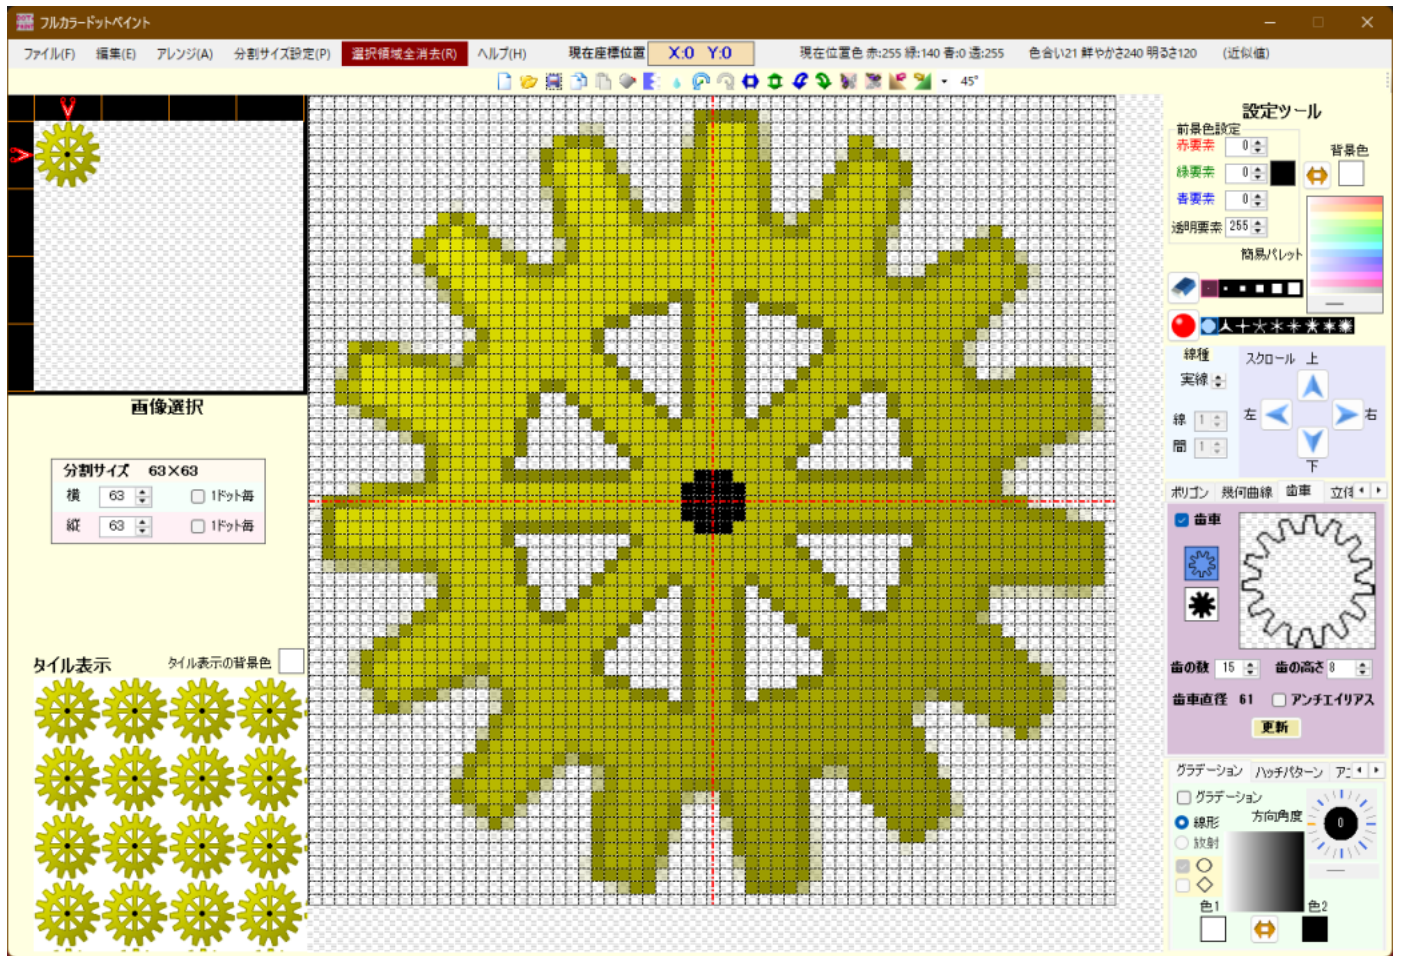 フルカラードットペイント
ファイル(F) 編集(E) アレンジ(A) 分割サイズ設定(P) 選択領域全消去(R) ヘルプ(H) 現在座標位置 X:0 Y:0 現在位置色 赤:255 緑:140 青:0 透:255 色合い21 鮮やかさ240 明るさ120 (近似値)
45°
画像選択
分割サイズ 63×63
横 63 1ドット毎
縦 63 1ドット毎
タイル表示 タイル表示の背景色
設定ツール
前景色設定
赤要素 0
背景色
緑要素 0
青要素 0
透明要素 255
簡易パレット
線種
スクロール 上
実線
左 右
線 1
間 1
下
ポリゴン 幾何曲線 歯車
歯車
歯の数 15 歯の高さ 8
歯車直径 61 アンチエイリアス
更新
グラデーション ハッチパターン
グラデーション
線形 方向角度 0
放射
色1 色2